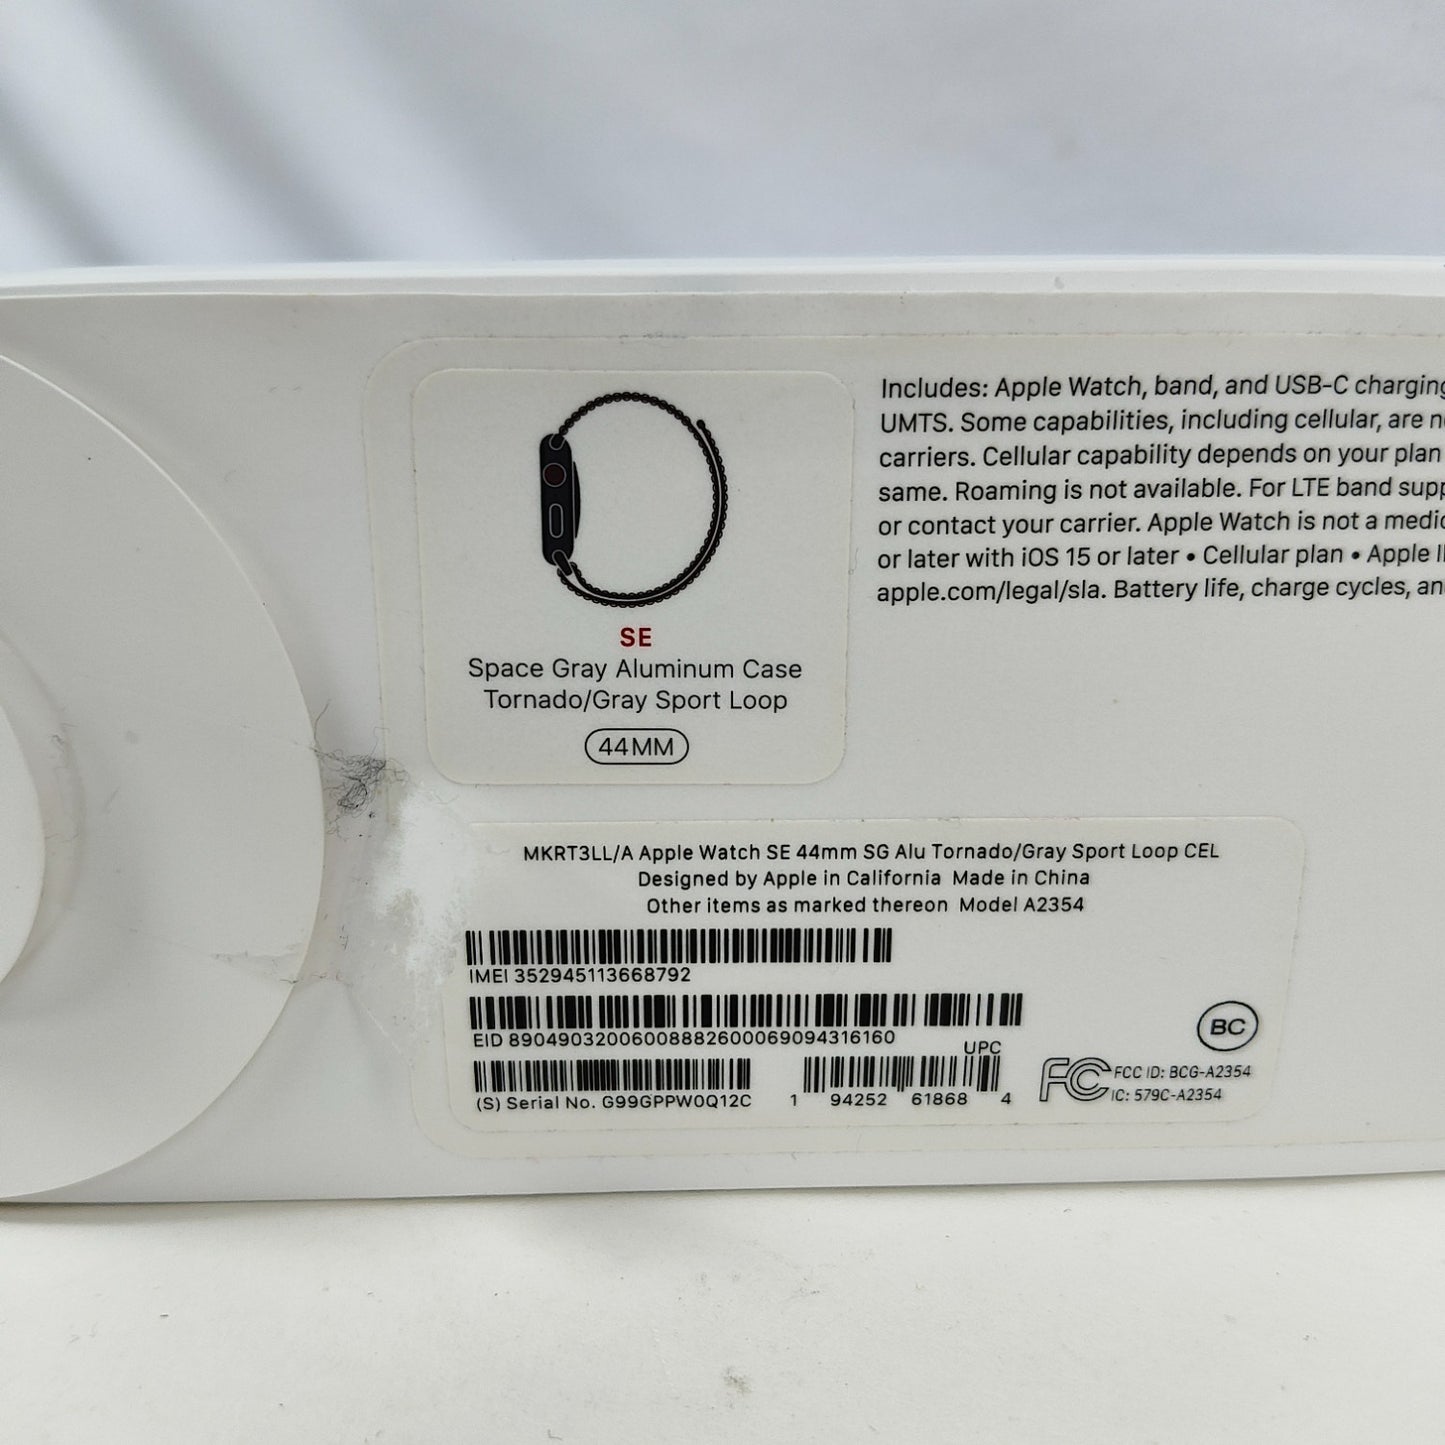 Includes: Apple Watch, band, and USB-C charging
UMTS. Some capabilities, including cellular, are
carriers. Cellular capability depends on your plan
same. Roaming is not available. For LTE band
or contact your carrier. Apple Watch is not a
or later with iOS 15 or later • Cellular plan • Apple
apple.com/legal/sla. Battery life, charge cycles,
SE
Space Gray Aluminum Case
Tornado/Gray Sport Loop
44MM
MKRT3LL/A Apple Watch SE 44mm SG Alu Tornado/Gray Sport Loop CEL
Designed by Apple in California Made in China
Other items as marked thereon Model A2354
IMEI 352945113668792
EID 89049032006008882600069094316160
UPC
(S) Serial No. G99GPPW0Q12C
1 94252 61868 4
BC
FC FCC ID: BCG-A2354
IC: 579C-A2354